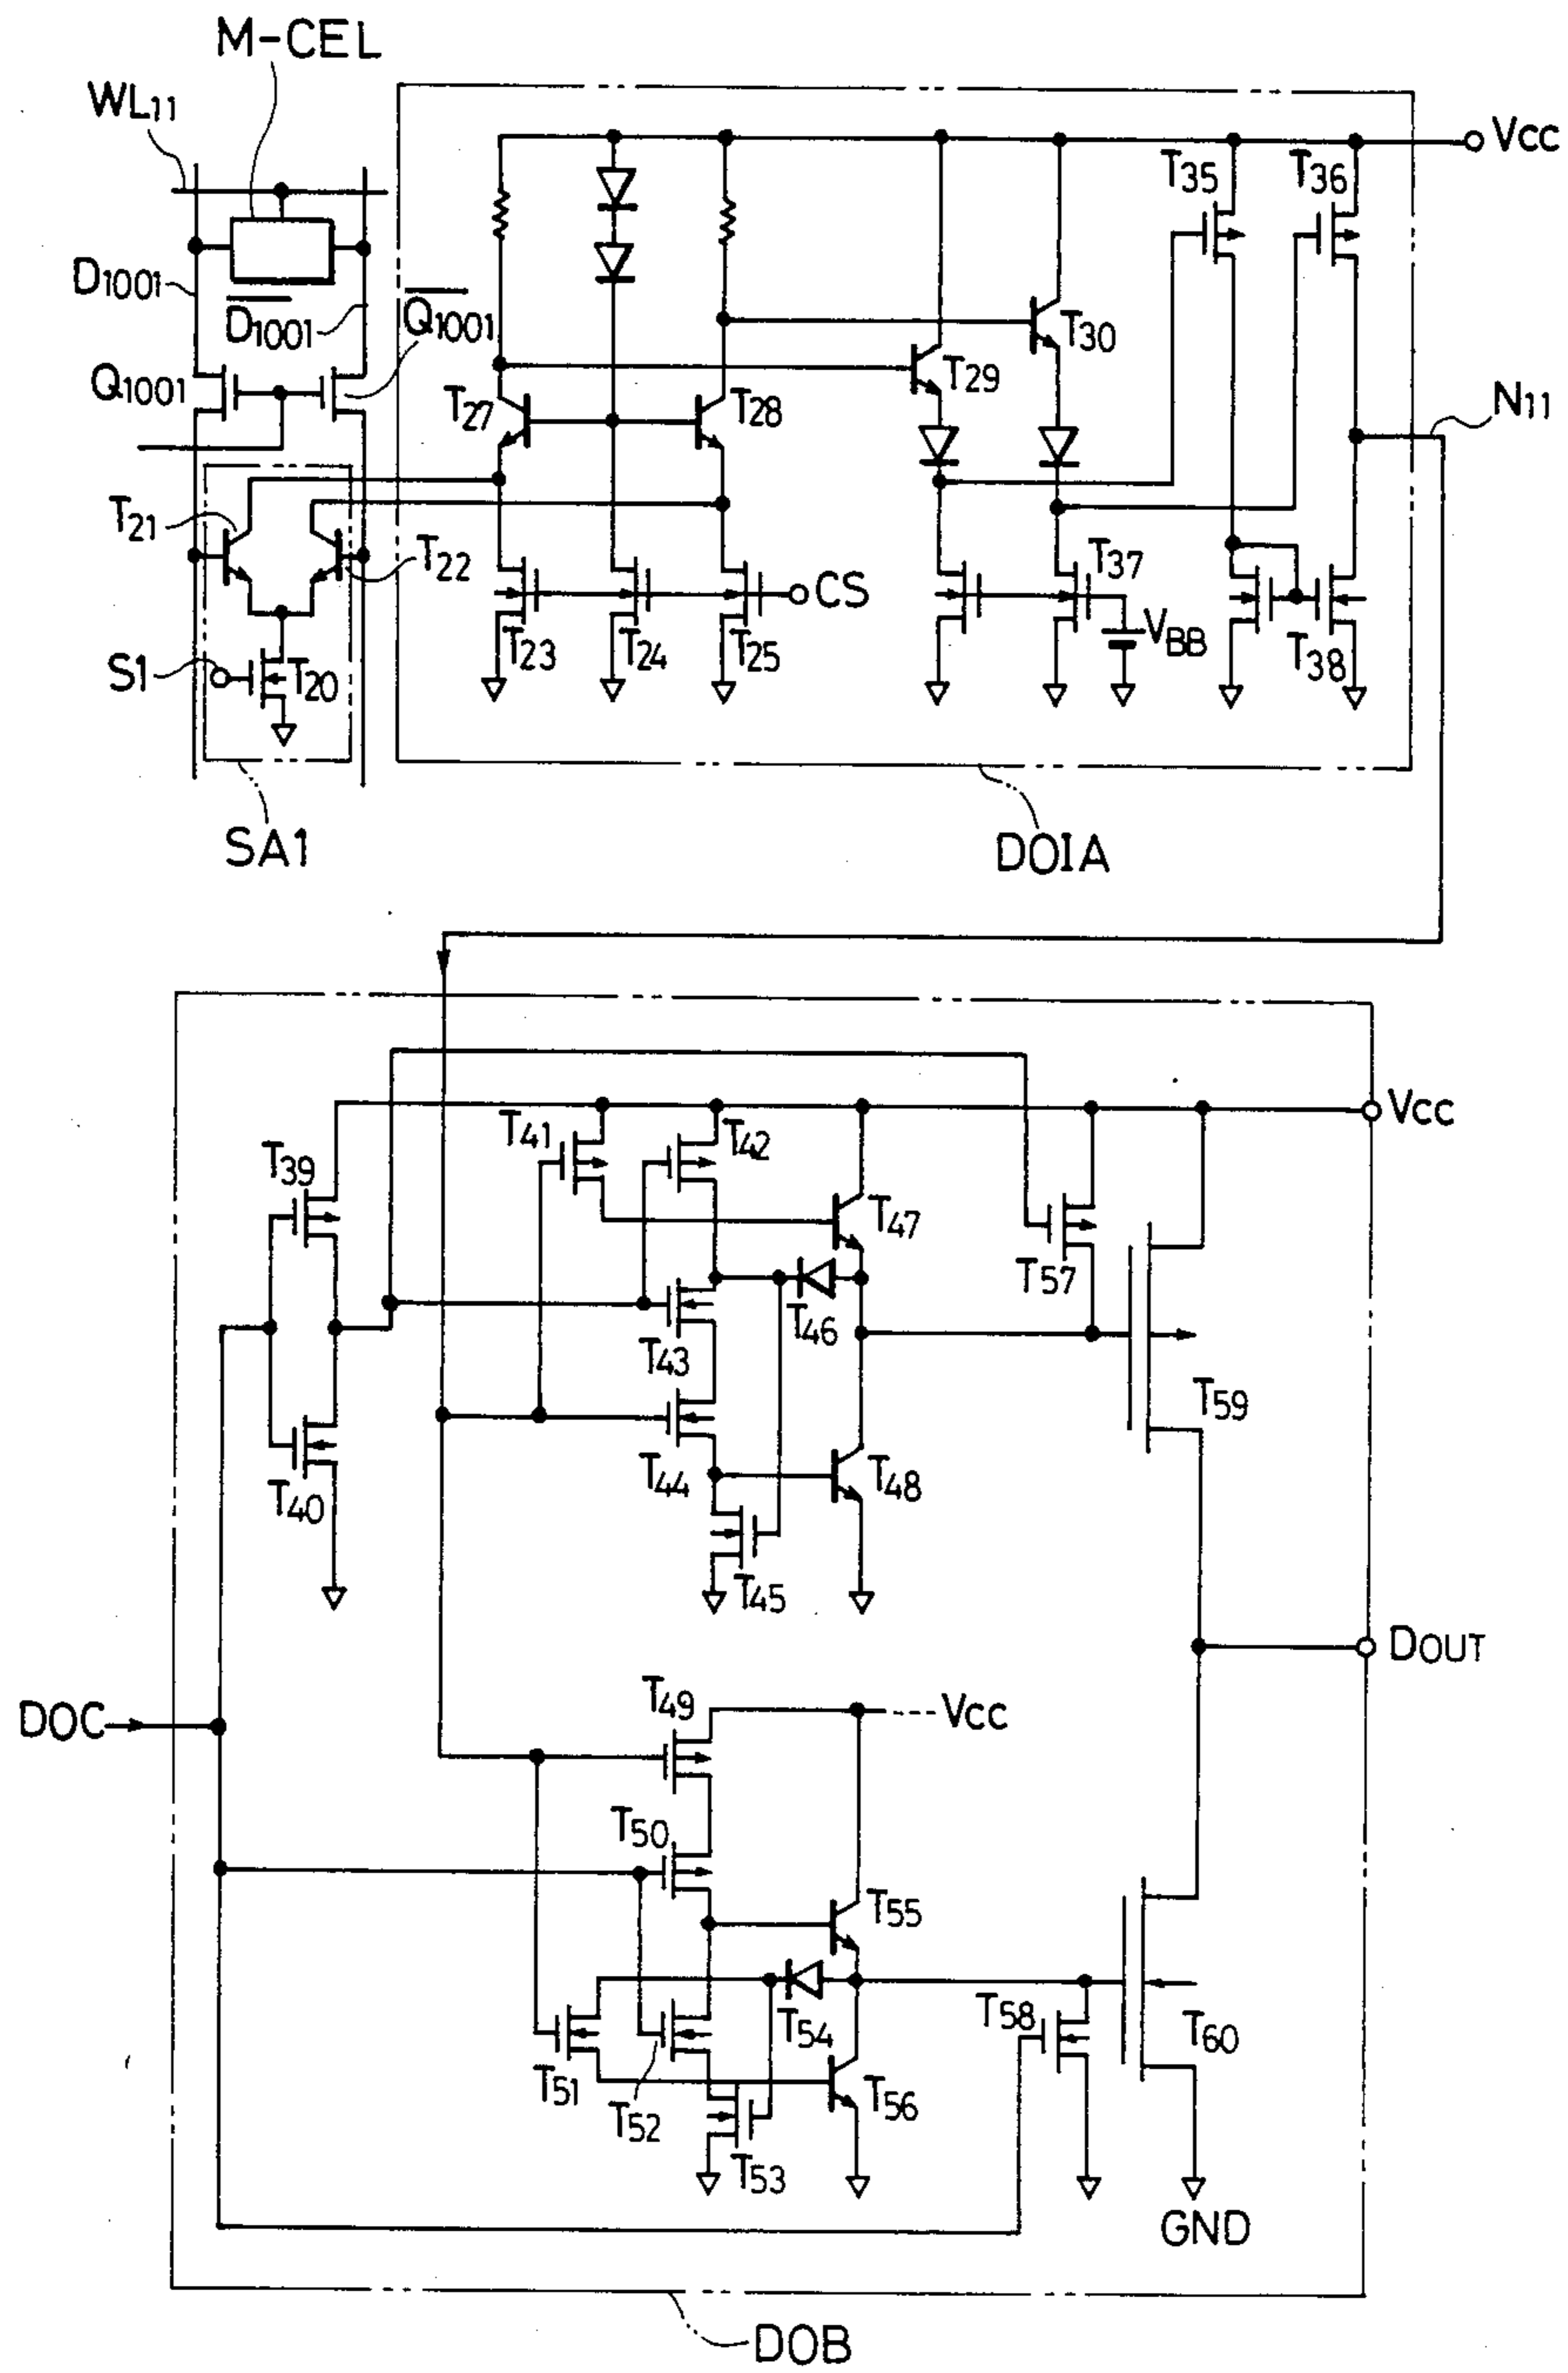 M-CEL
WL11
Vcc
T35
T36
D1001
D1001
Q1001
Q1001
T30
T29
T27
T28
N11
T21
T22
T37
CS
T23
T24
T25
VBB
T38
S1
T20
SA1
DOIA
Vcc
T41
T42
T39
T47
T57
T46
T43
T59
T44
T48
T40
T45
DOUT
T49
Vcc
DOC
T50
T55
T54
T58
T60
T51
T52
T56
T53
GND
DOB